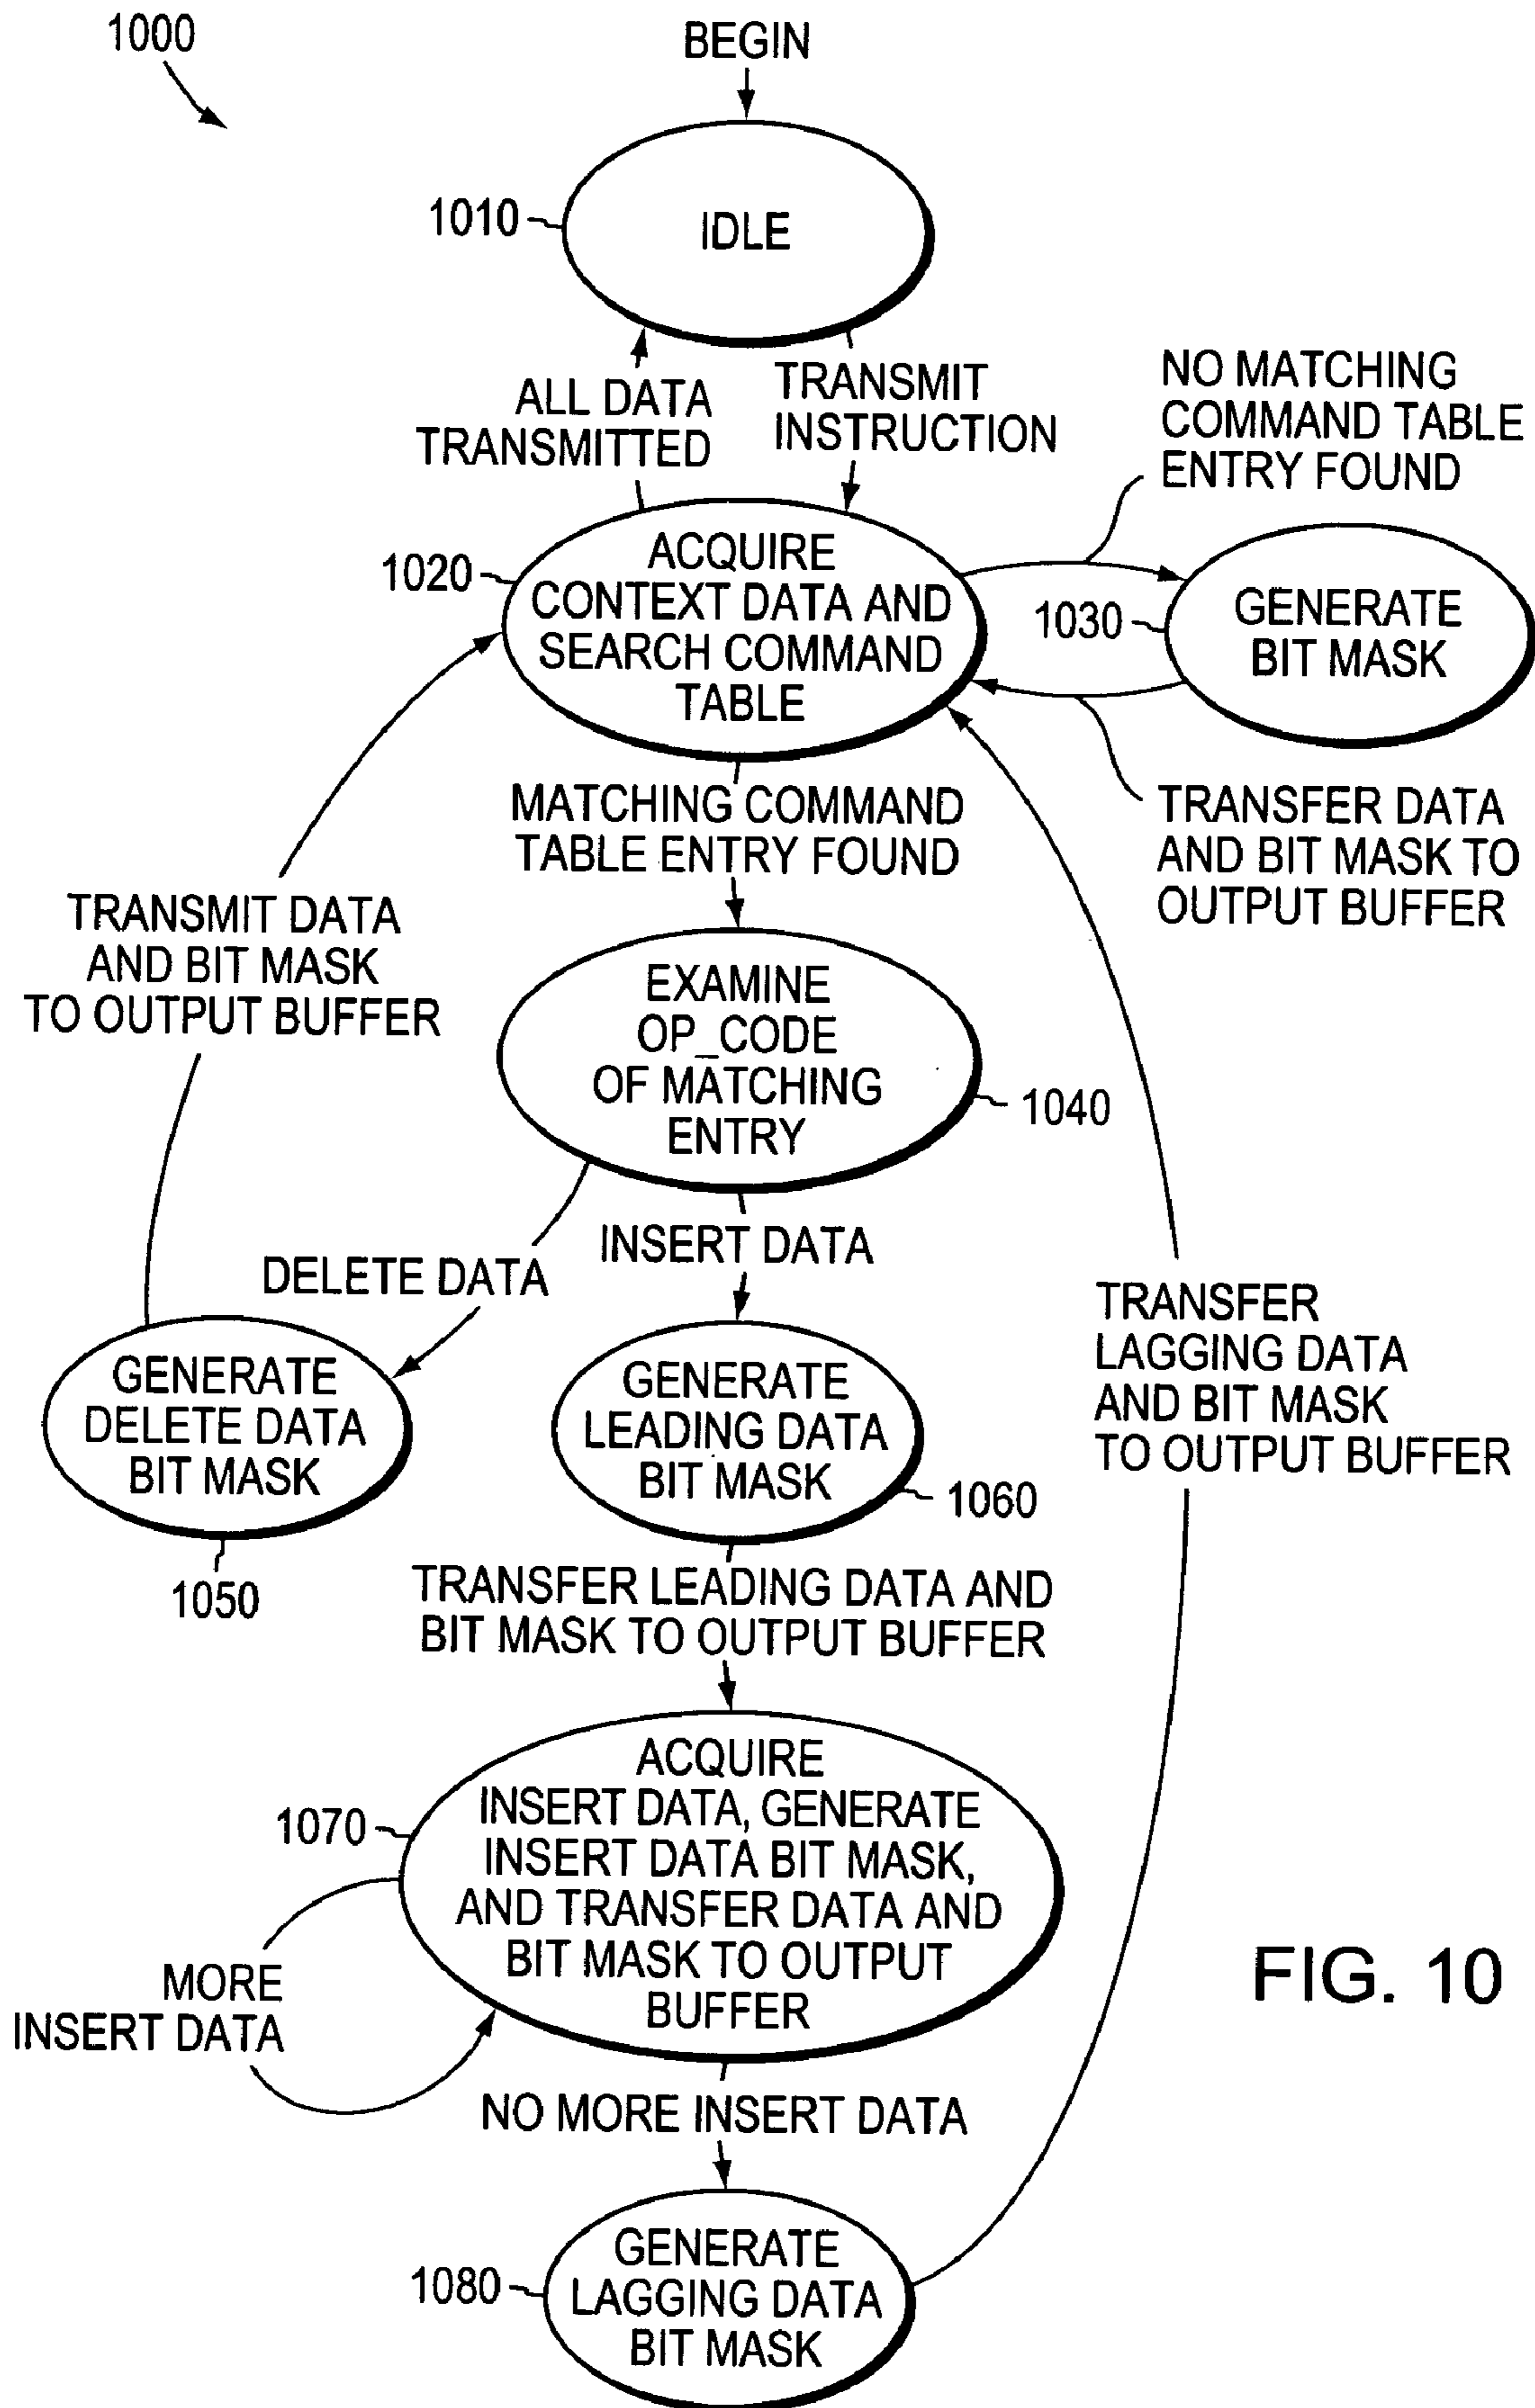 1000
BEGIN
1010
IDLE
ALL DATA
TRANSMITTED
TRANSMIT
INSTRUCTION
NO MATCHING
COMMAND TABLE
ENTRY FOUND
1020
ACQUIRE
CONTEXT DATA AND
SEARCH COMMAND
TABLE
1030
GENERATE
BIT MASK
MATCHING COMMAND
TABLE ENTRY FOUND
TRANSFER DATA
AND BIT MASK TO
OUTPUT BUFFER
TRANSMIT DATA
AND BIT MASK
TO OUTPUT BUFFER
EXAMINE
OP_CODE
OF MATCHING
ENTRY
1040
INSERT DATA
DELETE DATA
TRANSFER
LAGGING DATA
AND BIT MASK
TO OUTPUT BUFFER
GENERATE
DELETE DATA
BIT MASK
1050
GENERATE
LEADING DATA
BIT MASK
1060
TRANSFER LEADING DATA AND
BIT MASK TO OUTPUT BUFFER
1070
ACQUIRE
INSERT DATA, GENERATE
INSERT DATA BIT MASK,
AND TRANSFER DATA AND
BIT MASK TO OUTPUT
BUFFER
MORE
INSERT DATA
FIG. 10
NO MORE INSERT DATA
1080
GENERATE
LAGGING DATA
BIT MASK